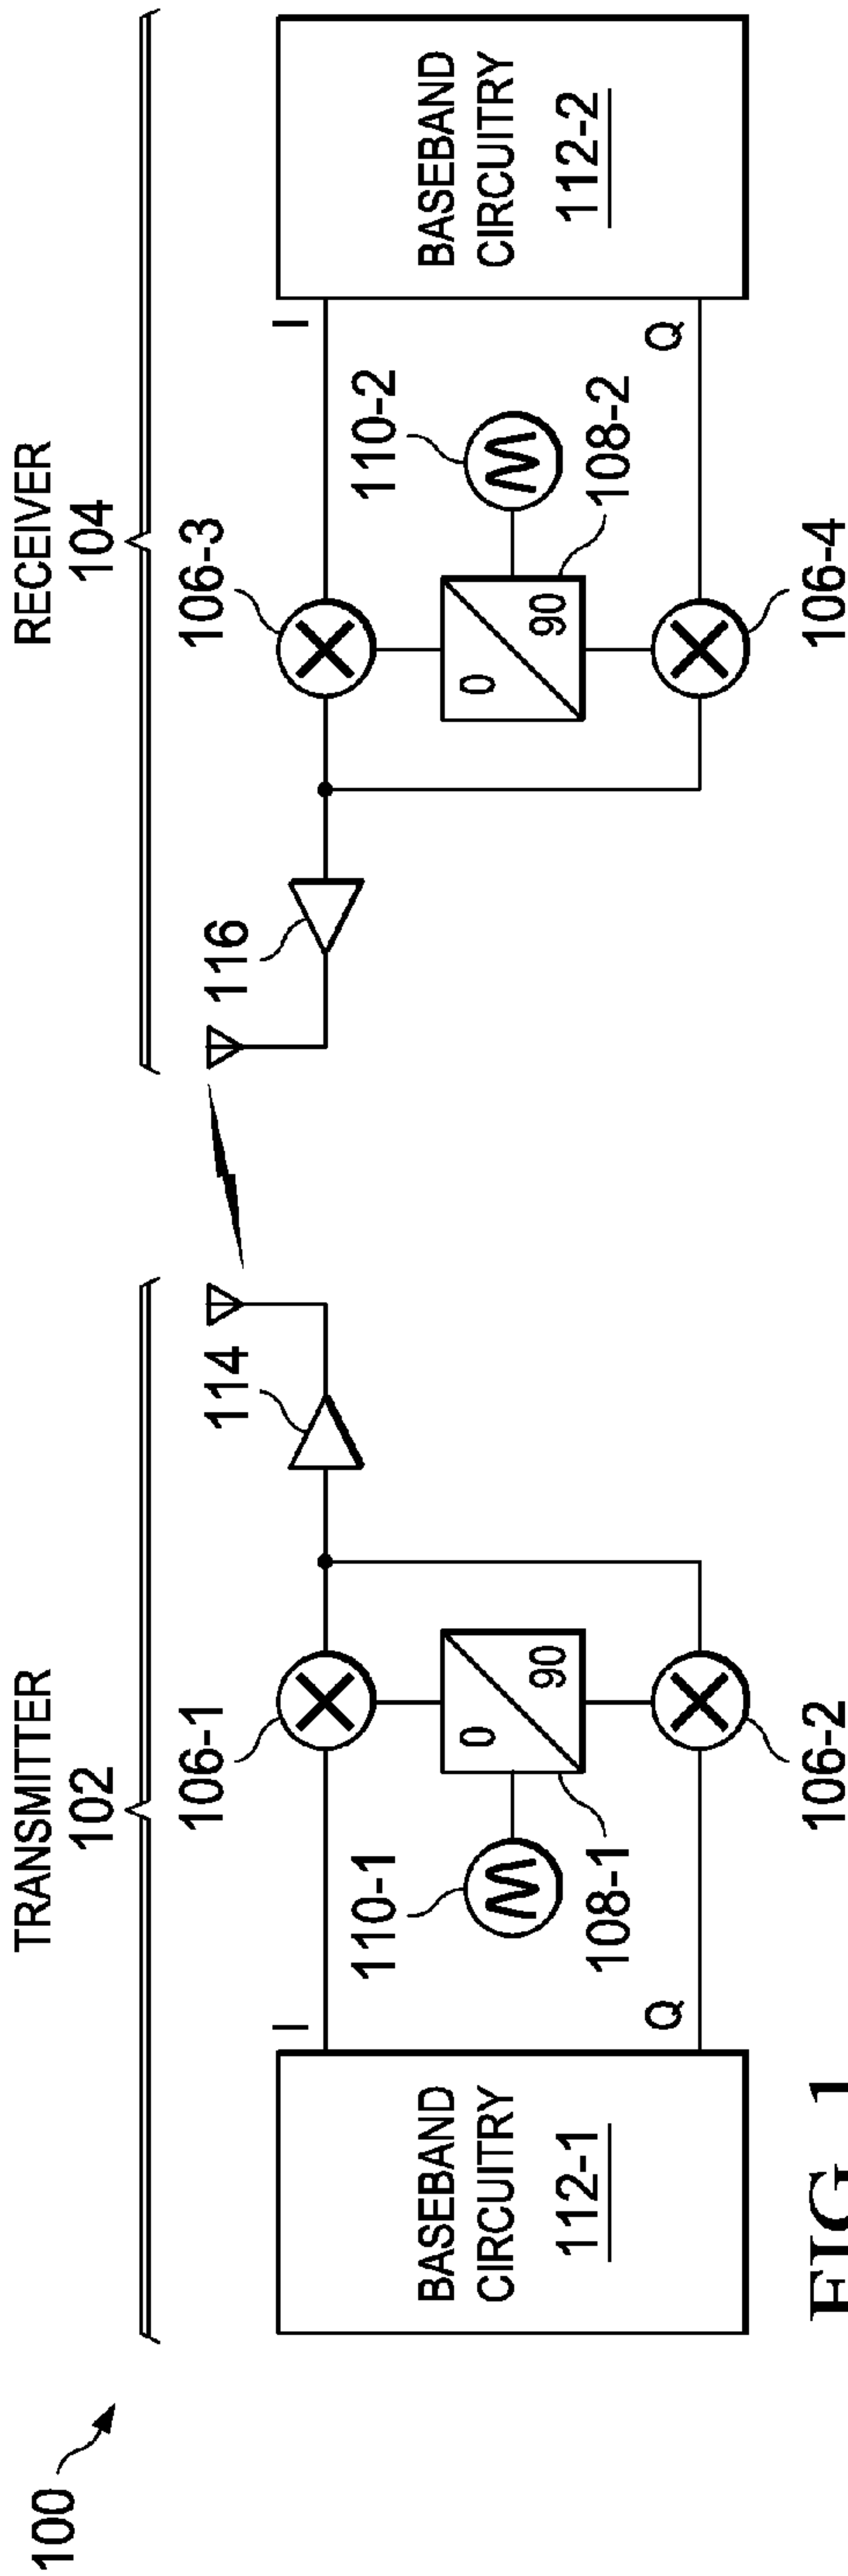 100
TRANSMITTER
102
RECEIVER
104
114
116
106-1
106-3
I
I
110-1
110-2
BASEBAND
CIRCUITRY
112-1
0
90
0
90
BASEBAND
CIRCUITRY
112-2
108-1
108-2
Q
Q
106-2
106-4
FIG. 1